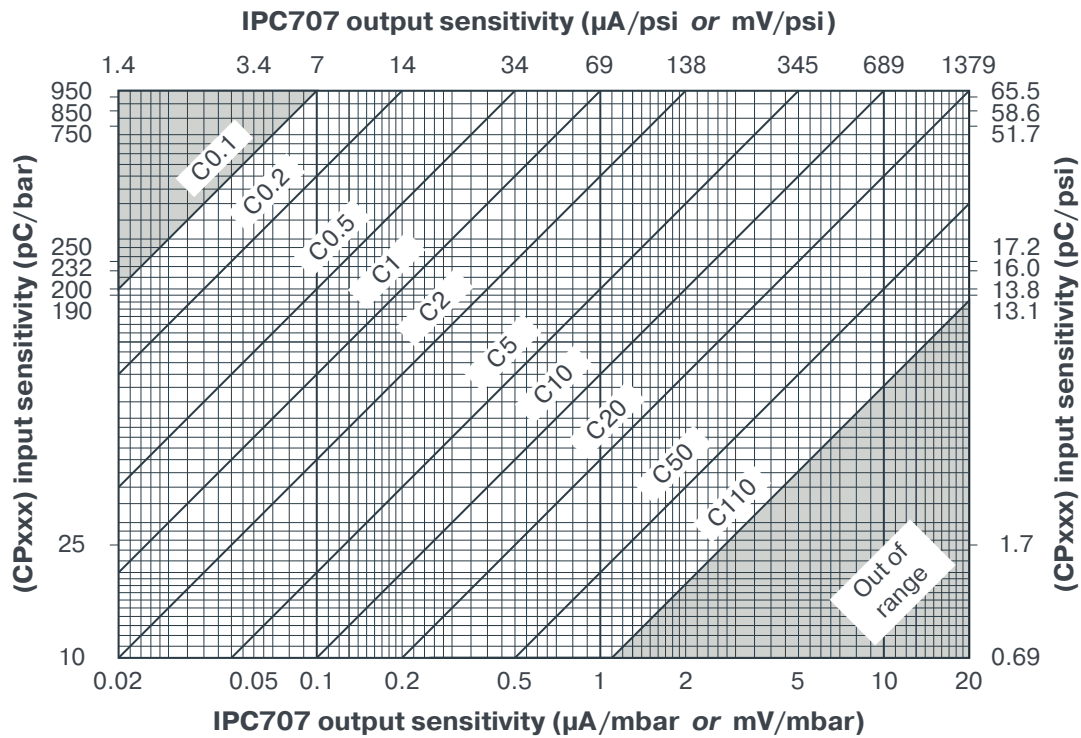 IPC707 output sensitivity (µA/psi or mV/psi)
1.4 3.4 7 14 34 69 138 345 689 1379
950 65.5
850 58.6
750 51.7
C0.1
C0.2
C0.5
C1
C2
C5
C10
C20
C50
C110
Out of
range
250 17.2
232 16.0
200 13.8
190 13.1
25 1.7
10 0.69
(CPxxx) input sensitivity (pC/bar)
(CPxxx) input sensitivity (pC/psi)
0.02 0.05 0.1 0.2 0.5 1 2 5 10 20
IPC707 output sensitivity (µA/mbar or mV/mbar)